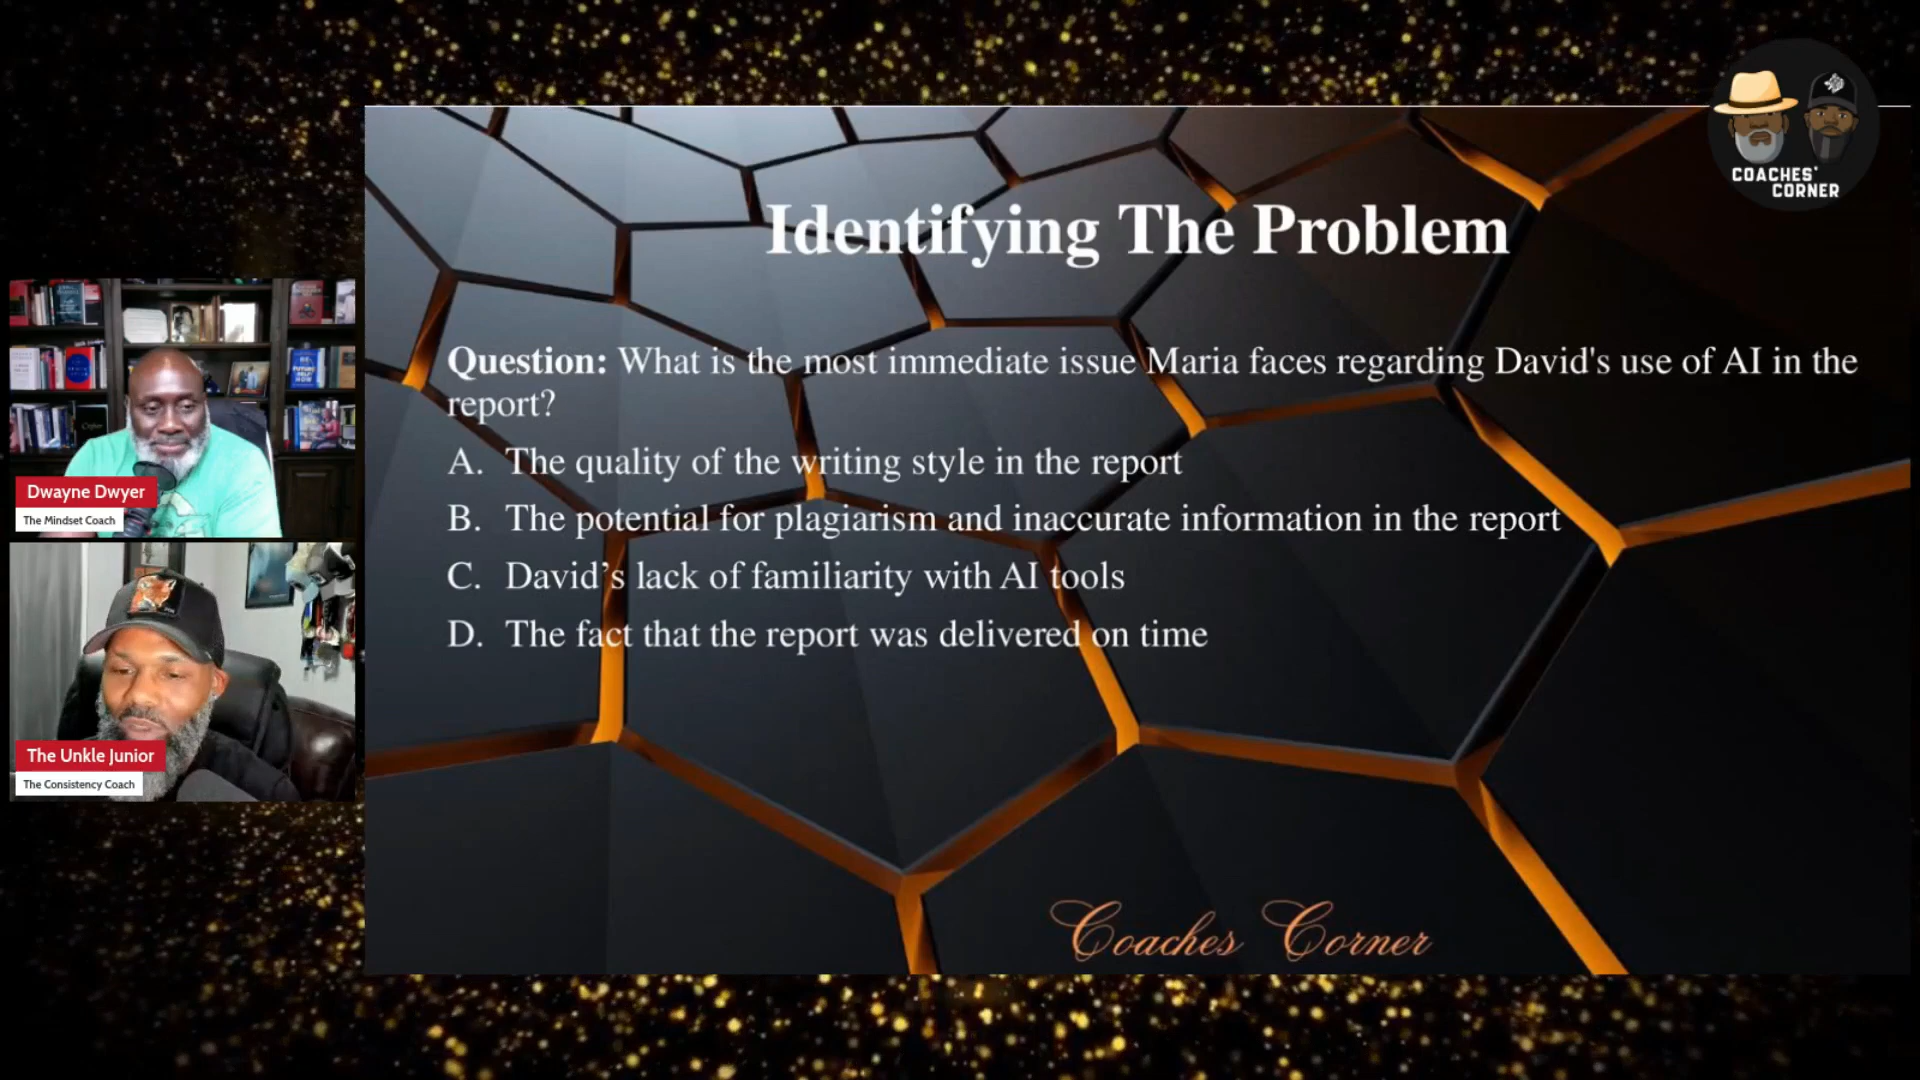 COACHES'
CORNER
Identifying The Problem
Question: What is the most immediate issue Maria faces regarding David's use of AI in the
report?
A. The quality of the writing style in the report
B. The potential for plagiarism and inaccurate information in the report
C. David’s lack of familiarity with AI tools
D. The fact that the report was delivered on time
Dwayne Dwyer
The Mindset Coach
The Unkle Junior
The Consistency Coach
Coaches Corner